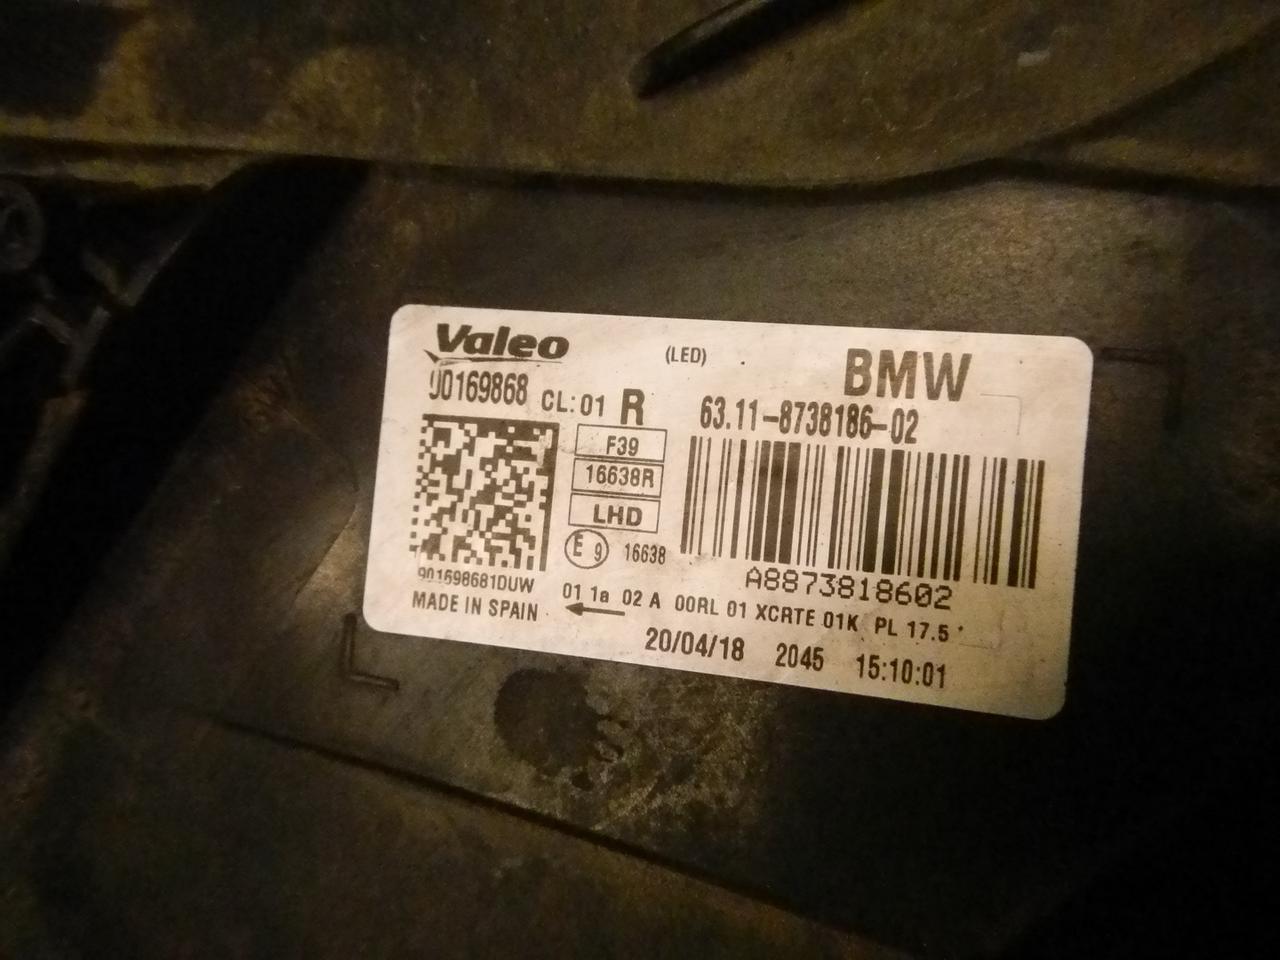 Valeo (LED) BMW
90169868 CL:01 R 63.11-8738186-02
F39
16638R
LHD
E 9 16638
901698681DUW A8873818602
MADE IN SPAIN 01 1a 02 A 00RL 01 XCRTE 01K PL 17.5
20/04/18 2045 15:10:01